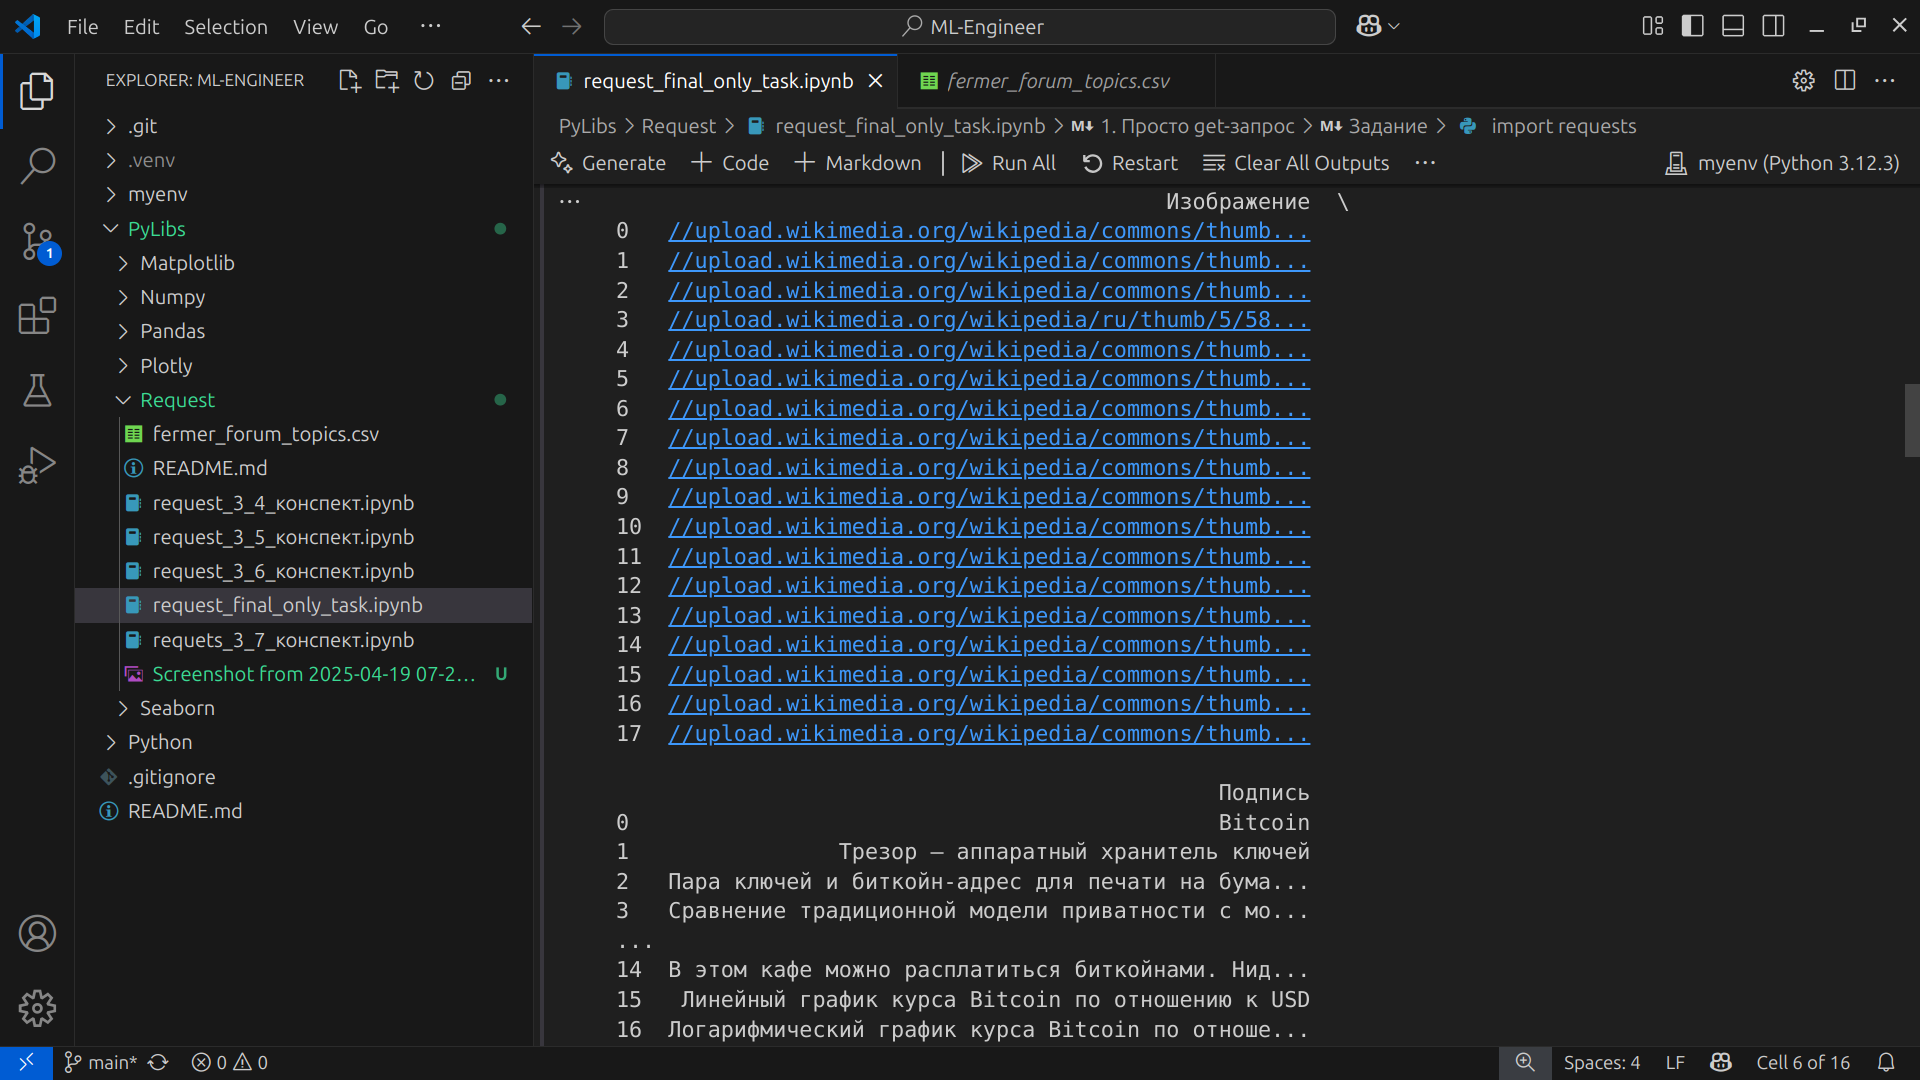 File Edit Selection View Go ···
ML-Engineer
EXPLORER: ML-ENGINEER ···
.git
.venv
myenv
PyLibs
Matplotlib
Numpy
Pandas
Plotly
Request
fermer_forum_topics.csv
README.md
request_3_4_конспект.ipynb
request_3_5_конспект.ipynb
request_3_6_конспект.ipynb
request_final_only_task.ipynb
requets_3_7_конспект.ipynb
Screenshot from 2025-04-19 07-2... U
Seaborn
Python
.gitignore
README.md
1
request_final_only_task.ipynb
fermer_forum_topics.csv
PyLibs > Request > request_final_only_task.ipynb > M↓ 1. Просто get-запрос > M↓ Задание > import requests
Generate + Code + Markdown | Run All Restart Clear All Outputs ··· myenv (Python 3.12.3)
··· Изображение \
0 //upload.wikimedia.org/wikipedia/commons/thumb...
1 //upload.wikimedia.org/wikipedia/commons/thumb...
2 //upload.wikimedia.org/wikipedia/commons/thumb...
3 //upload.wikimedia.org/wikipedia/ru/thumb/5/58...
4 //upload.wikimedia.org/wikipedia/commons/thumb...
5 //upload.wikimedia.org/wikipedia/commons/thumb...
6 //upload.wikimedia.org/wikipedia/commons/thumb...
7 //upload.wikimedia.org/wikipedia/commons/thumb...
8 //upload.wikimedia.org/wikipedia/commons/thumb...
9 //upload.wikimedia.org/wikipedia/commons/thumb...
10 //upload.wikimedia.org/wikipedia/commons/thumb...
11 //upload.wikimedia.org/wikipedia/commons/thumb...
12 //upload.wikimedia.org/wikipedia/commons/thumb...
13 //upload.wikimedia.org/wikipedia/commons/thumb...
14 //upload.wikimedia.org/wikipedia/commons/thumb...
15 //upload.wikimedia.org/wikipedia/commons/thumb...
16 //upload.wikimedia.org/wikipedia/commons/thumb...
17 //upload.wikimedia.org/wikipedia/commons/thumb...
Подпись
0 Bitcoin
1 Трезор — аппаратный хранитель ключей
2 Пара ключей и биткойн-адрес для печати на бума...
3 Сравнение традиционной модели приватности с мо...
...
14 В этом кафе можно расплатиться биткойнами. Нид...
15 Линейный график курса Bitcoin по отношению к USD
16 Логарифмический график курса Bitcoin по отноше...
main* 0 0 Spaces: 4 LF Cell 6 of 16